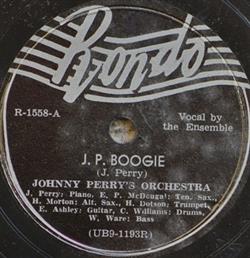 Rondo
R-1558-A
Vocal by
the Ensemble
J. P. BOOGIE
(J. Perry)
JOHNNY PERRY'S ORCHESTRA
J. Perry: Piano, E. P. McDougal: Ten. Sax.,
H. Morton: Alt. Sax., H. Dotson: Trumpet,
E. Ashley: Guitar, C. Williams: Drums,
W. Ware: Bass
(UB9-1193R)